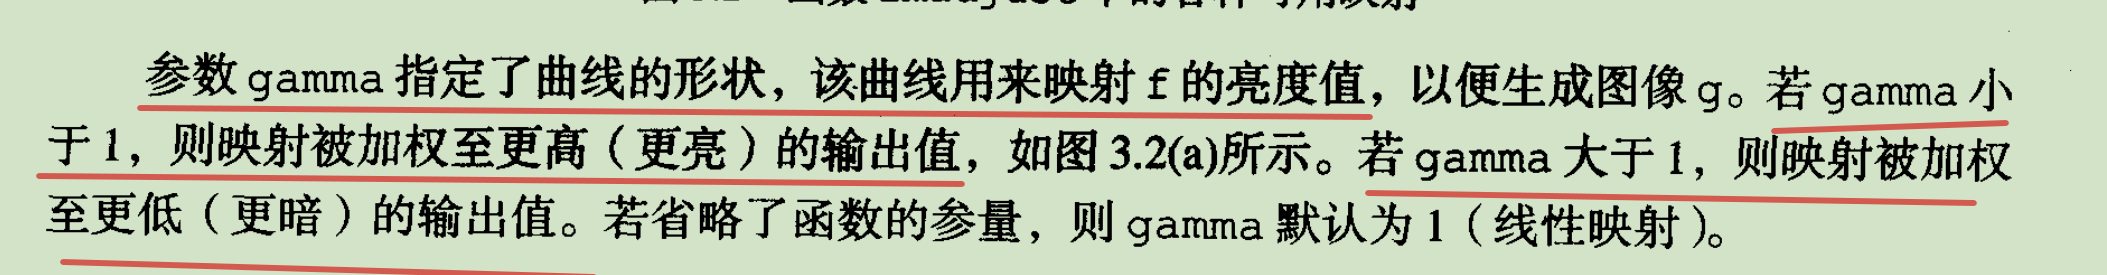 参数 gamma 指定了曲线的形状，该曲线用来映射 f 的亮度值，以便生成图像 g。若 gamma 小
于 1，则映射被加权至更高（更亮）的输出值，如图 3.2(a)所示。若 gamma 大于 1，则映射被加权
至更低（更暗）的输出值。若省略了函数的参量，则 gamma 默认为 1（线性映射）。